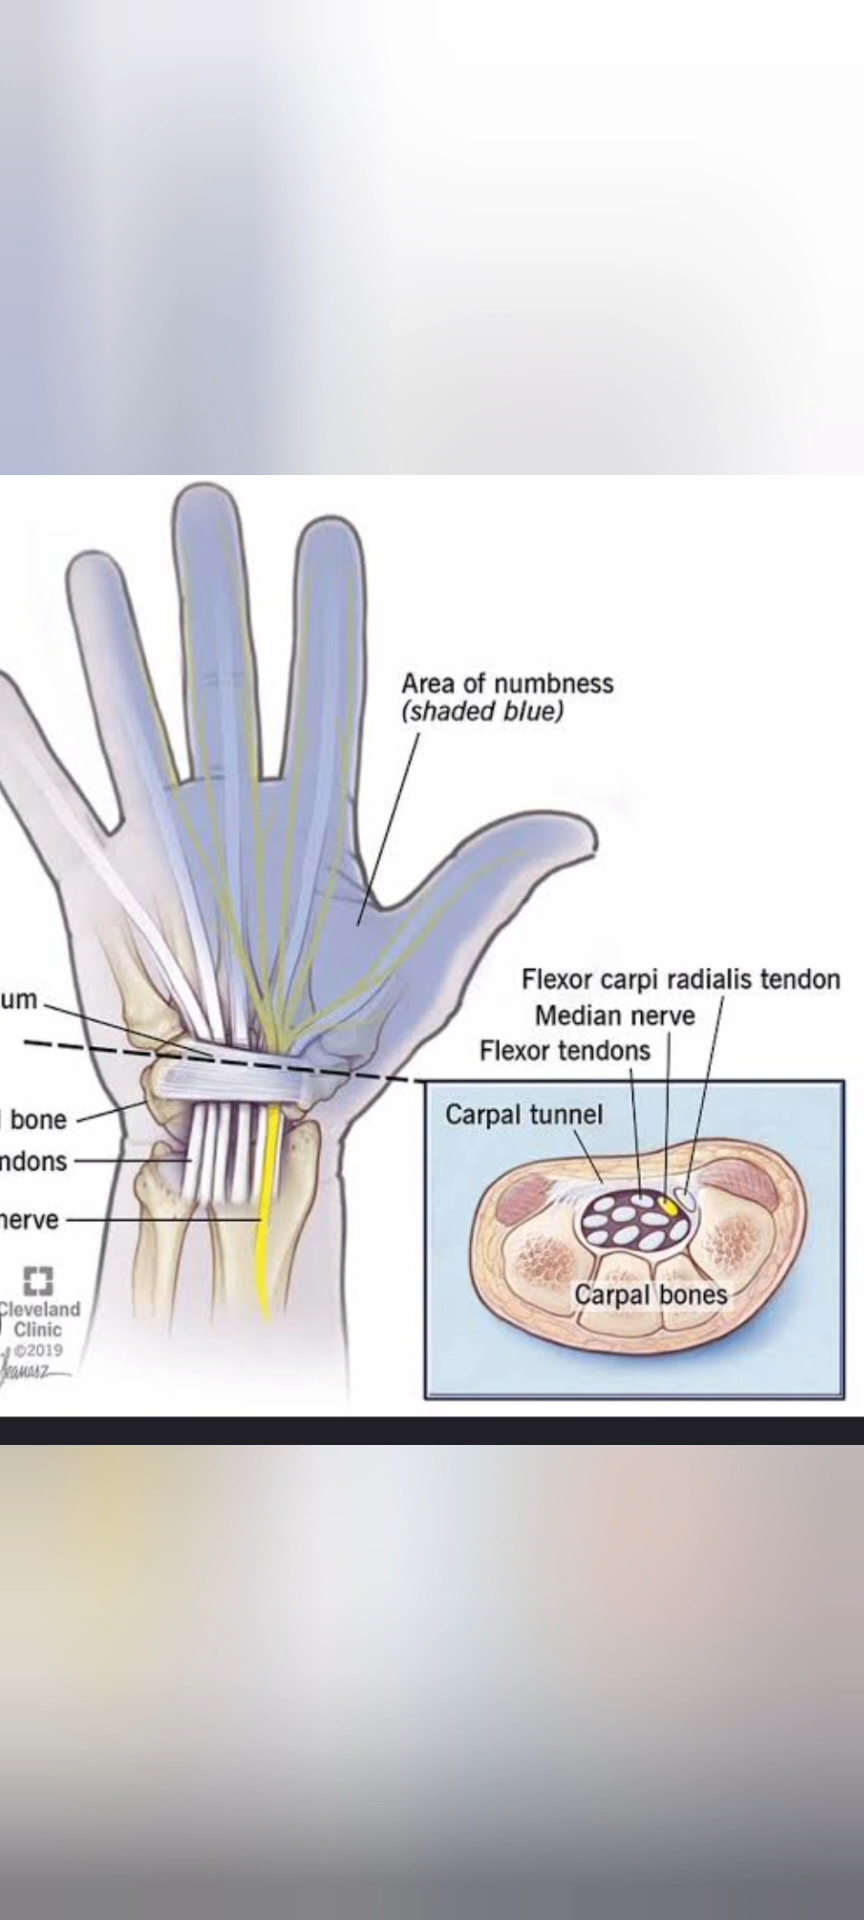 Area of numbness
(shaded blue)
Flexor carpi radialis tendon
Median nerve
Flexor tendons
Carpal tunnel
Carpal bones
um
l bone
ndons
nerve
Cleveland
Clinic
©2019